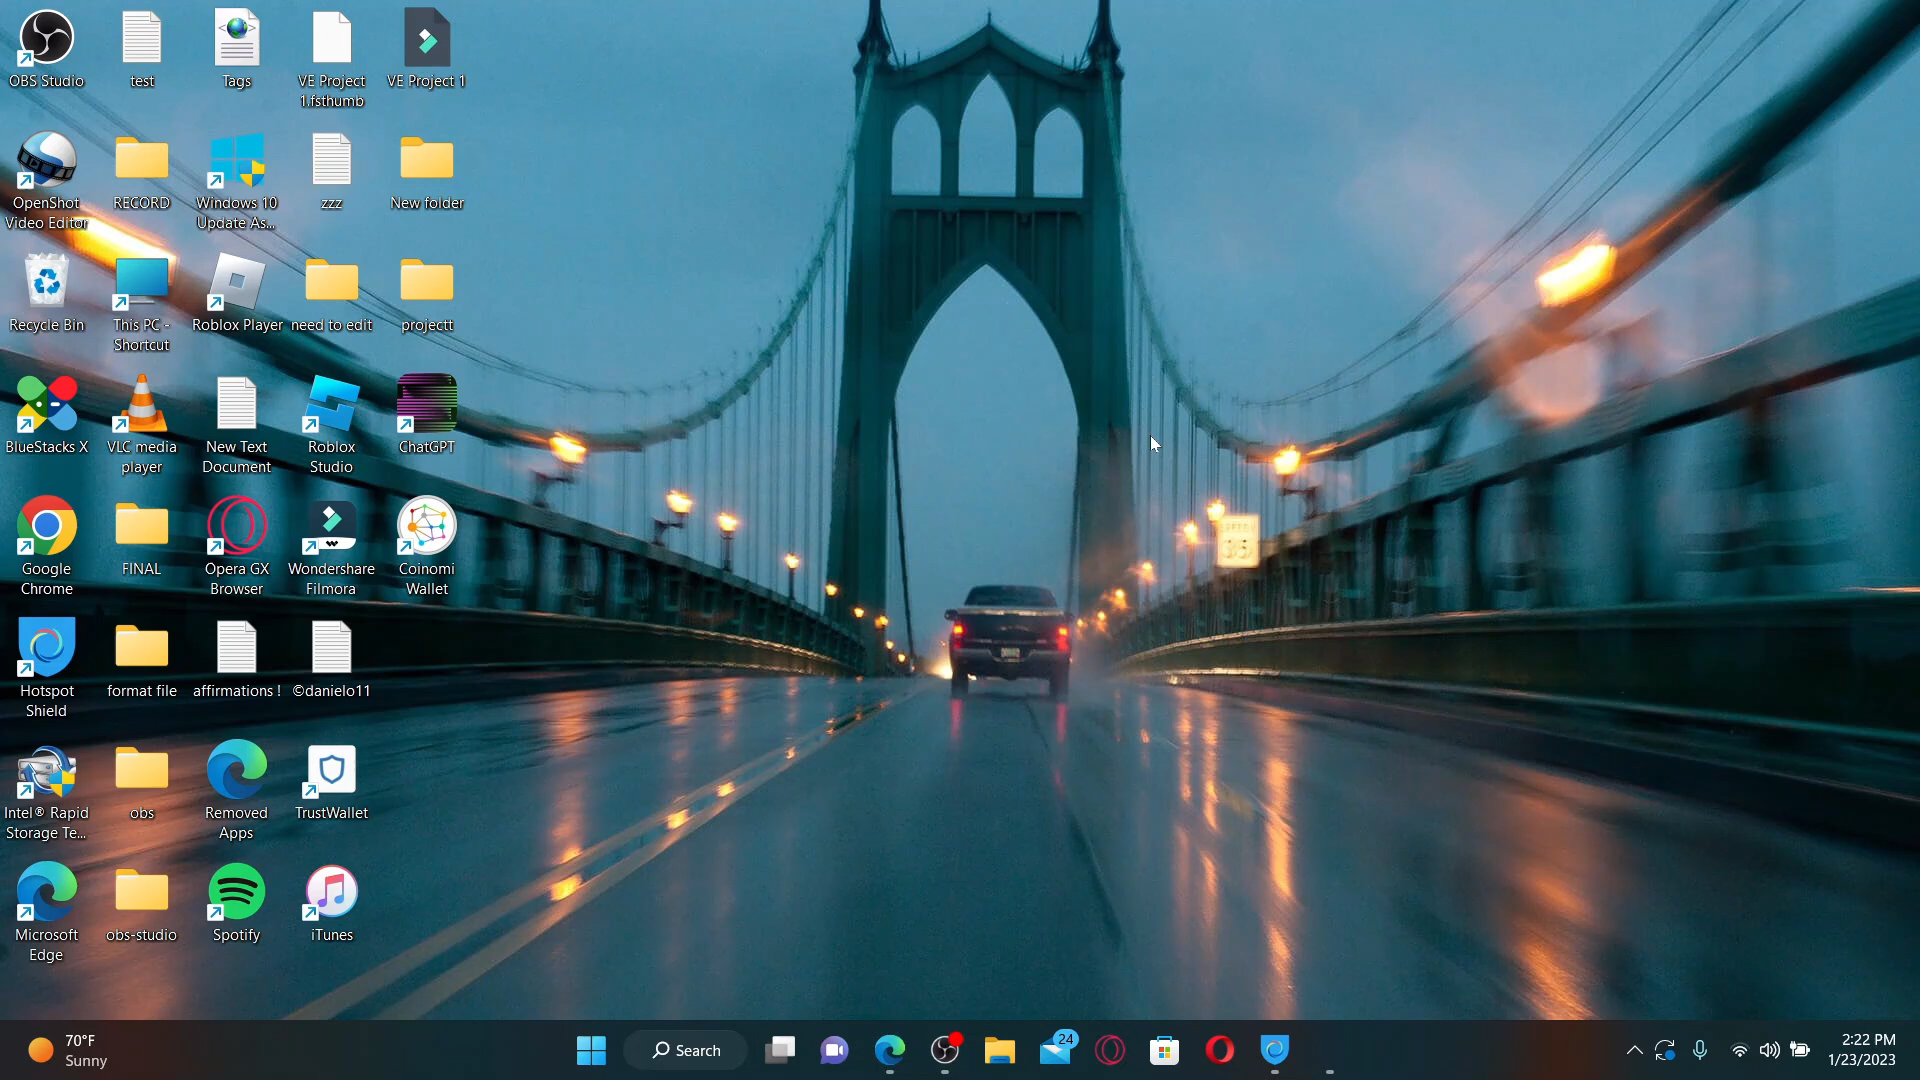 OBS Studio
test
Tags
VE Project
1.fsthumb
VE Project 1
OpenShot
Video Editor
RECORD
Windows 10
Update As...
zzz
New folder
Recycle Bin
This PC -
Shortcut
Roblox Player
need to edit
projectt
BlueStacks X
VLC media
player
New Text
Document
Roblox
Studio
ChatGPT
Google
Chrome
FINAL
Opera GX
Browser
Wondershare
Filmora
Coinomi
Wallet
Hotspot
Shield
format file
affirmations !
©danielo11
Intel® Rapid
Storage Te...
obs
Removed
Apps
TrustWallet
Microsoft
Edge
obs-studio
Spotify
iTunes
70°F
Sunny
Search
24
2:22 PM
1/23/2023